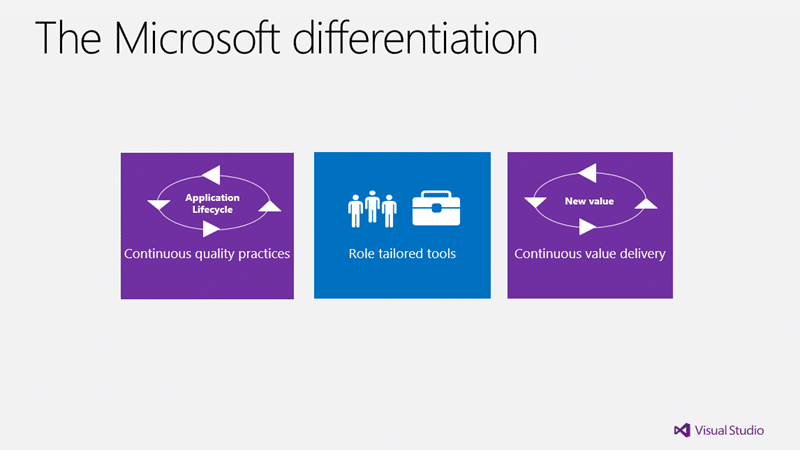 The Microsoft differentiation
Application
Lifecycle
Continuous quality practices
Role tailored tools
New value
Continuous value delivery
Visual Studio